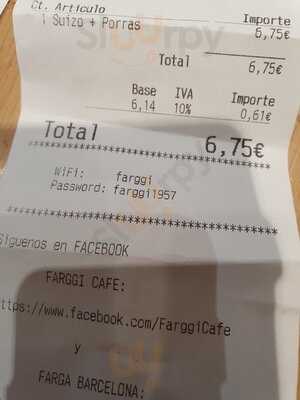 Ct. Artículo Importe
1 Suizo + Porras 6,75€
Total 6,75€
Base IVA Importe
6,14 10% 0,61€
Total 6,75€
WiFi: farggi
Password: farggi1957
Síguenos en FACEBOOK
FARGGI CAFE:
https://www.facebook.com/FarggiCafe
y
FARGA BARCELONA: